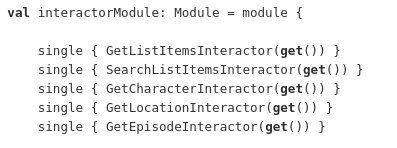 val interactorModule: Module = module {
single { GetListItemsInteractor(get()) }
single { SearchListItemsInteractor(get()) }
single { GetCharacterInteractor(get()) }
single { GetLocationInteractor(get()) }
single { GetEpisodeInteractor(get()) }